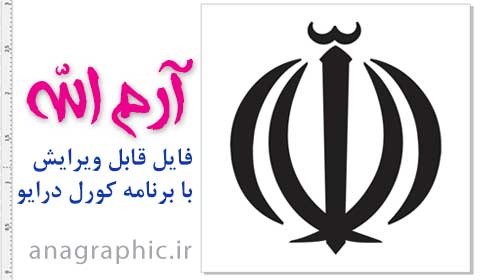 آرم الله
فایل قابل ویرایش
با برنامه کورل درایو
anagraphic.ir